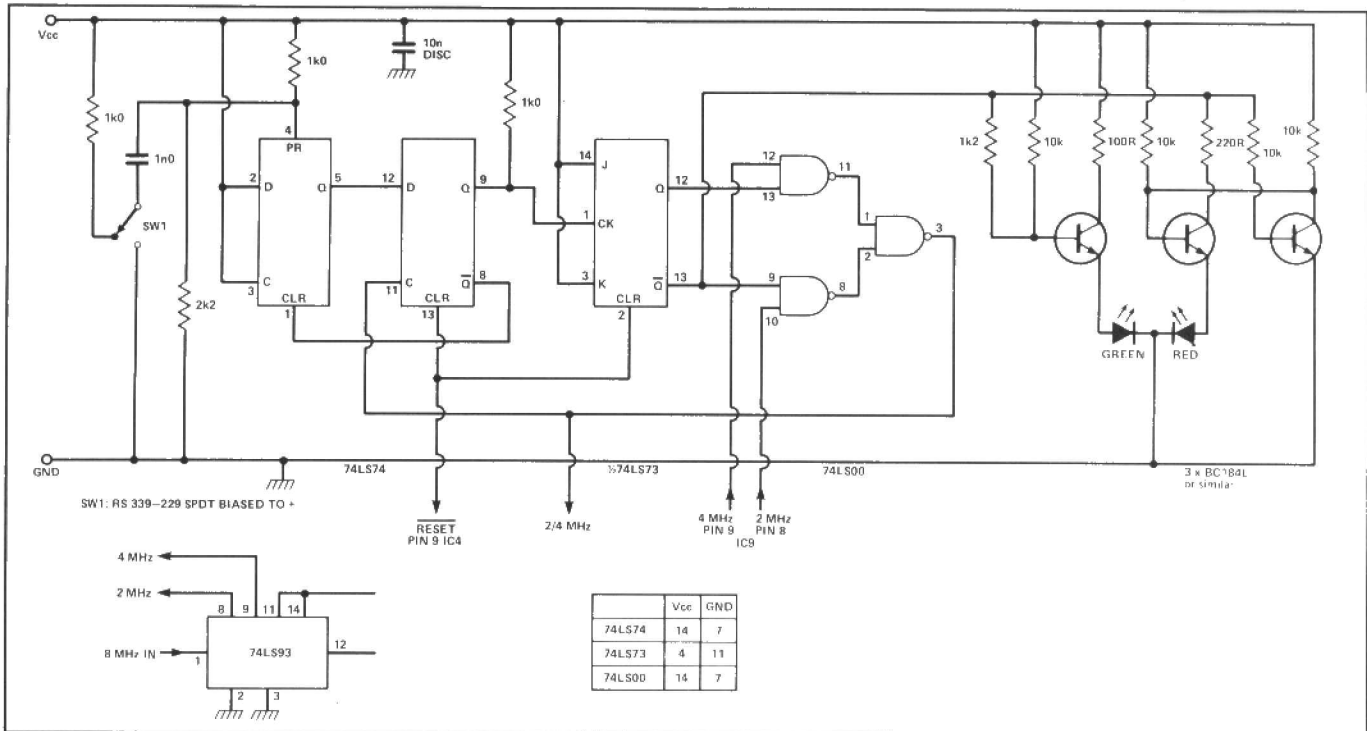 Vcc
1k0
1n0
SW1
2k2
1k0
10n
DISC
1k0
4
PR
2 D
Q 5
C
3
CLR
1
12 D
Q 9
11 C
Q 8
CLR
13
14 J
Q 12
1 CK
3 K
Q 13
CLR
2
12
13
11
9
10
8
1
2
3
1k2
10k
100R
10k
220R
10k
10k
GREEN
RED
GND
74LS74
½74LS73
74LS00
3 x BC184L
or similar
SW1: RS 339–229 SPDT BIASED TO +
RESET
PIN 9 IC4
2/4 MHz
4 MHz
PIN 9
2 MHz
PIN 8
IC9
4 MHz
2 MHz
8 9 11 14
8 MHz IN
1
74LS93
12
2 3
Vcc GND
74LS74 14 7
74LS73 4 11
74LS00 14 7